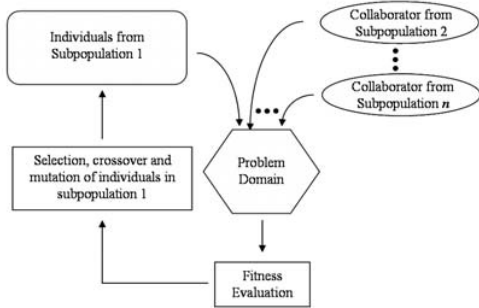 Individuals from
Subpopulation 1
Collaborator from
Subpopulation 2
Collaborator from
Subpopulation n
Selection, crossover and
mutation of individuals in
subpopulation 1
Problem
Domain
Fitness
Evaluation